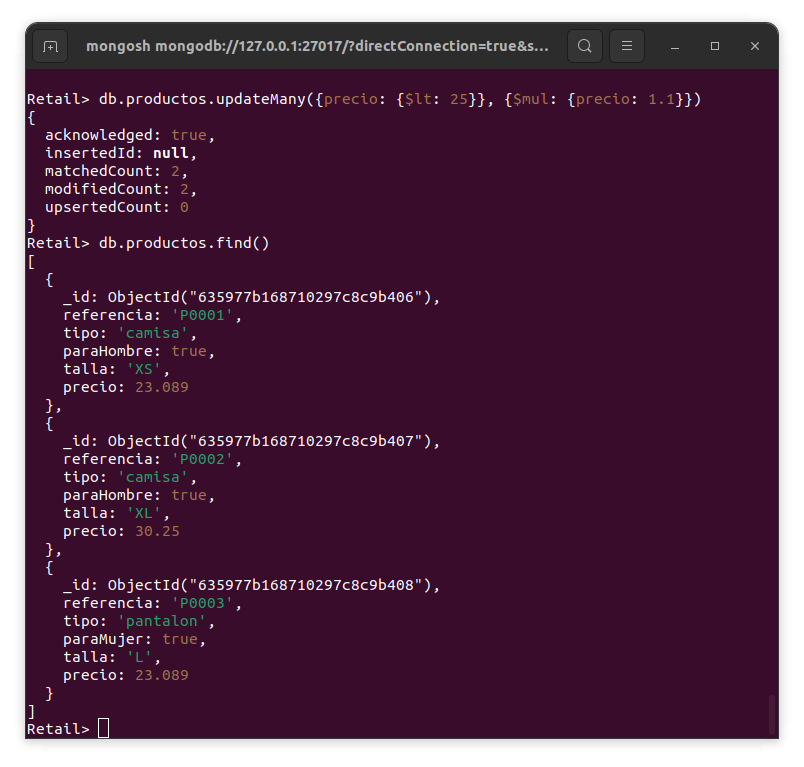 mongosh mongodb://127.0.0.1:27017/?directConnection=true&s...
Retail> db.productos.updateMany({precio: {$lt: 25}}, {$mul: {precio: 1.1}})
{
  acknowledged: true,
  insertedId: null,
  matchedCount: 2,
  modifiedCount: 2,
  upsertedCount: 0
}
Retail> db.productos.find()
[
  {
    _id: ObjectId("635977b168710297c8c9b406"),
    referencia: 'P0001',
    tipo: 'camisa',
    paraHombre: true,
    talla: 'XS',
    precio: 23.089
  },
  {
    _id: ObjectId("635977b168710297c8c9b407"),
    referencia: 'P0002',
    tipo: 'camisa',
    paraHombre: true,
    talla: 'XL',
    precio: 30.25
  },
  {
    _id: ObjectId("635977b168710297c8c9b408"),
    referencia: 'P0003',
    tipo: 'pantalon',
    paraMujer: true,
    talla: 'L',
    precio: 23.089
  }
]
Retail>